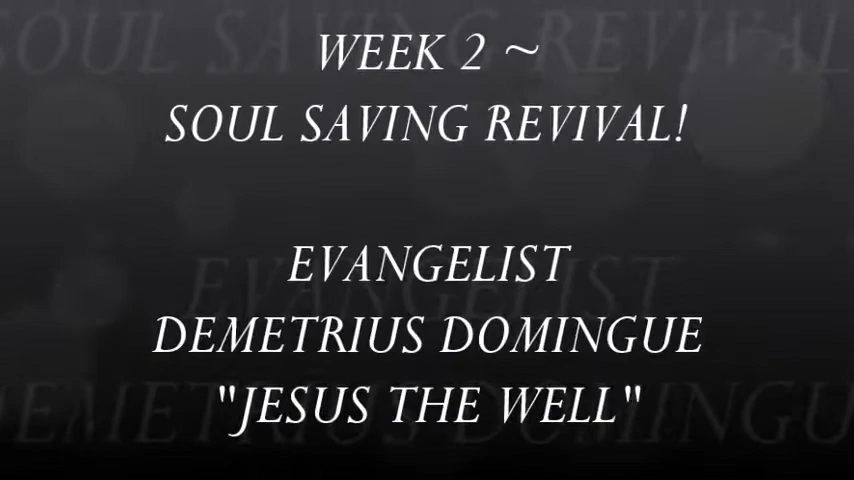 WEEK 2 ~
SOUL SAVING REVIVAL!
EVANGELIST
DEMETRIUS DOMINGUE
"JESUS THE WELL"